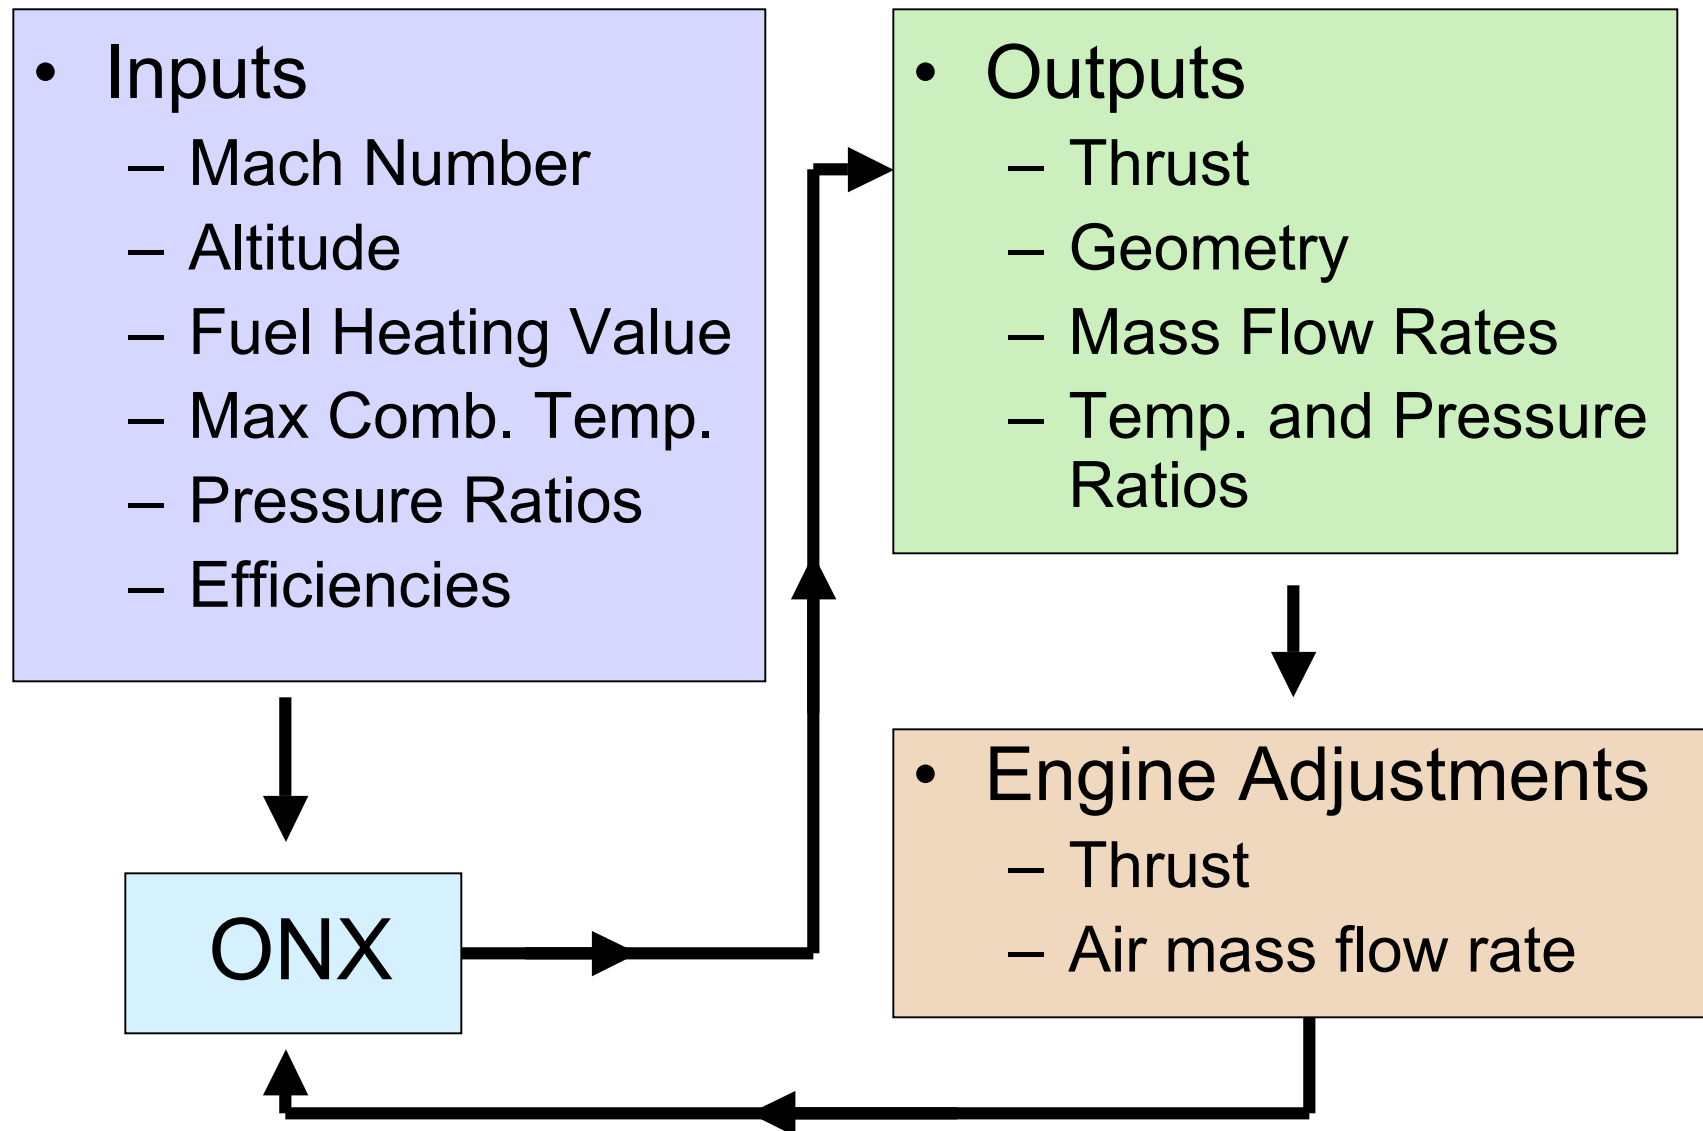 • Inputs
– Mach Number
– Altitude
– Fuel Heating Value
– Max Comb. Temp.
– Pressure Ratios
– Efficiencies
ONX
• Outputs
– Thrust
– Geometry
– Mass Flow Rates
– Temp. and Pressure
Ratios
• Engine Adjustments
– Thrust
– Air mass flow rate